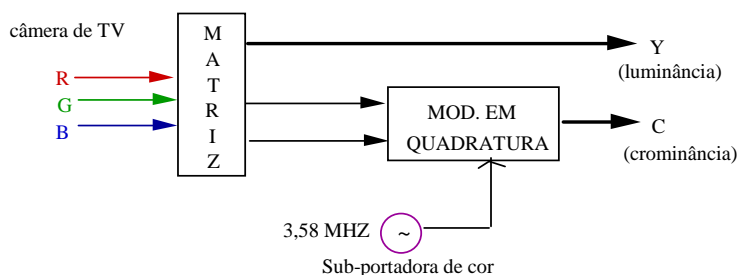 câmera de TV
R
G
B
M
A
T
R
I
Z
Y
(luminância)
MOD. EM
QUADRATURA
C
(crominância)
3,58 MHZ
~
Sub-portadora de cor